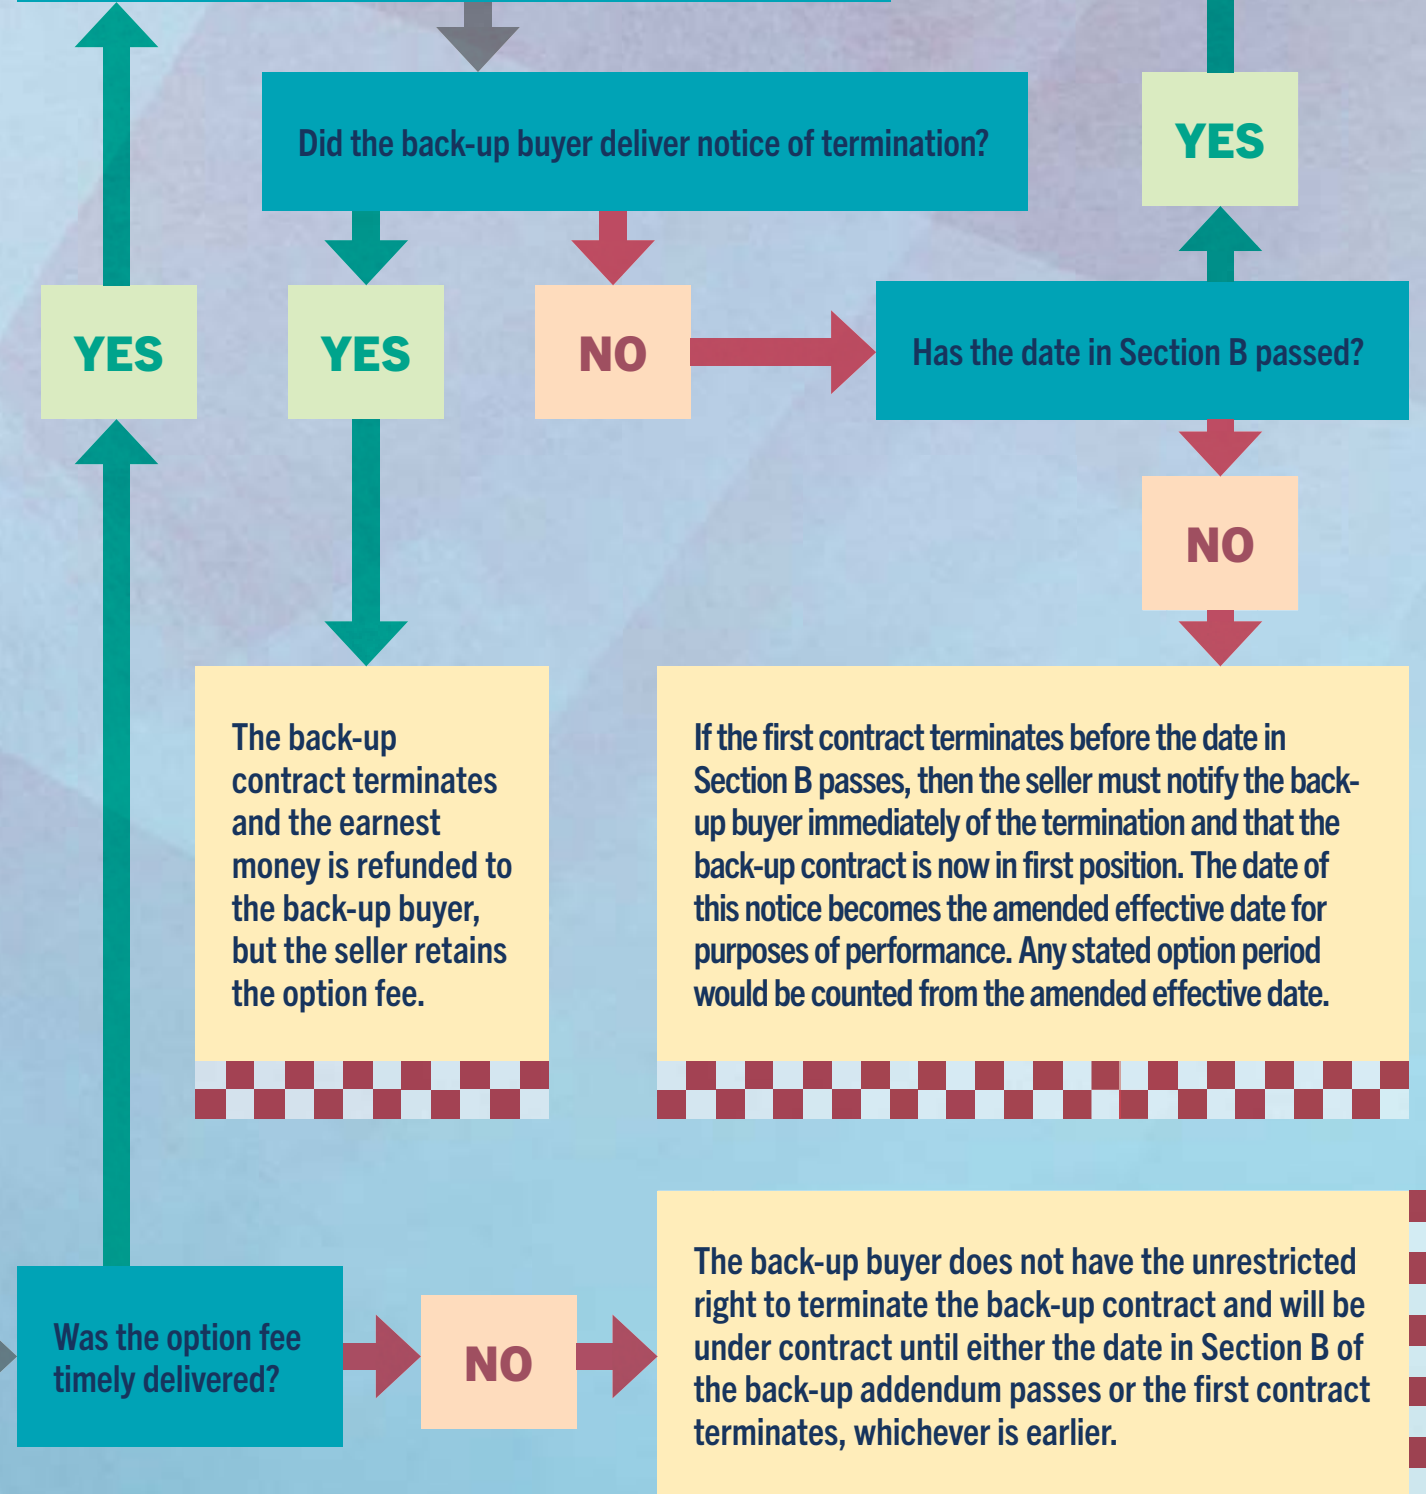 Did the back-up buyer deliver notice of termination?
YES
YES
YES
NO
Has the date in Section B passed?
NO
The back-up
contract terminates
and the earnest
money is refunded to
the back-up buyer,
but the seller retains
the option fee.
If the first contract terminates before the date in
Section B passes, then the seller must notify the back-
up buyer immediately of the termination and that the
back-up contract is now in first position. The date of
this notice becomes the amended effective date for
purposes of performance. Any stated option period
would be counted from the amended effective date.
Was the option fee
timely delivered?
NO
The back-up buyer does not have the unrestricted
right to terminate the back-up contract and will be
under contract until either the date in Section B of
the back-up addendum passes or the first contract
terminates, whichever is earlier.